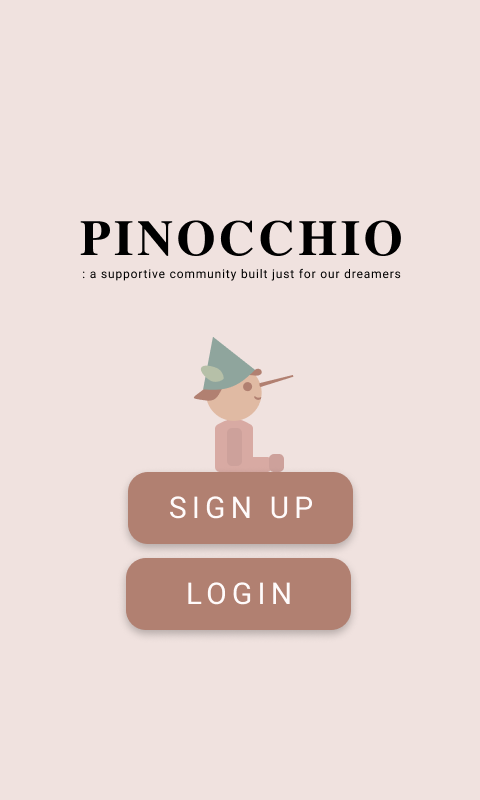 PINOCCHIO
: a supportive community built just for our dreamers
SIGN UP
LOGIN